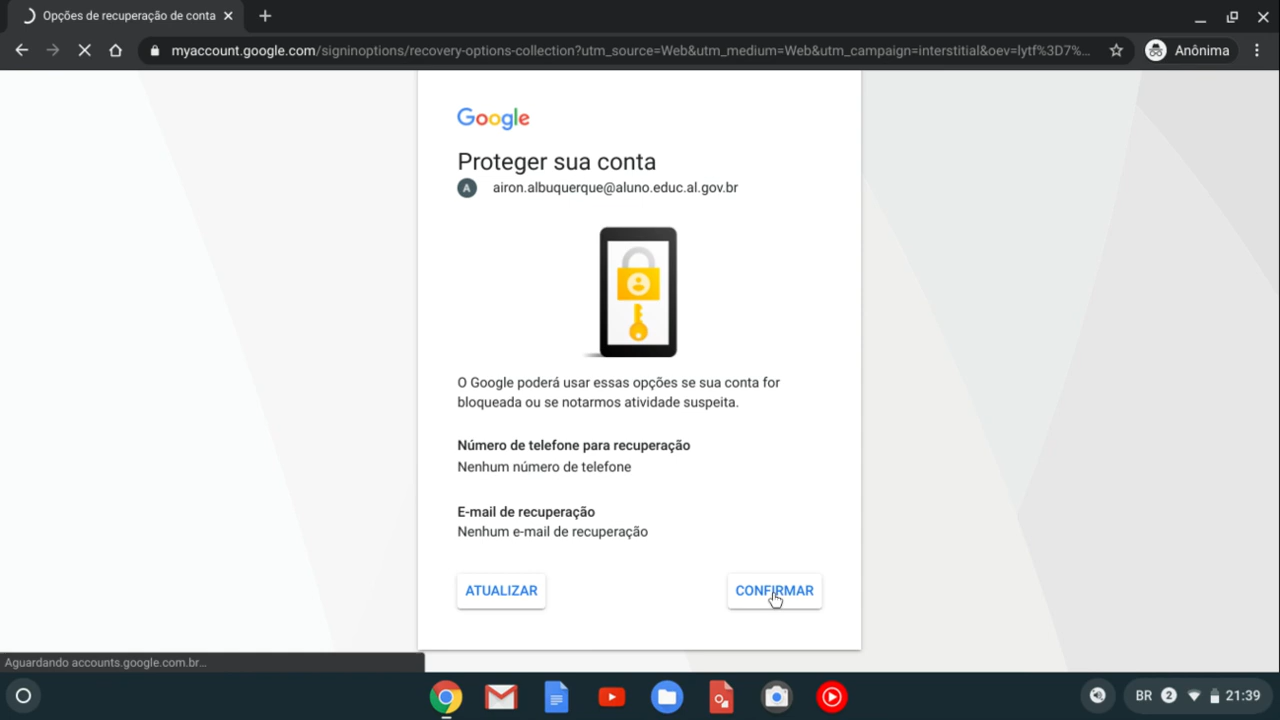 Opções de recuperação de conta
myaccount.google.com/signinoptions/recovery-options-collection?utm_source=Web&utm_medium=Web&utm_campaign=interstitial&oev=lytf%3D7%...
Anônima
Google
Proteger sua conta
A airon.albuquerque@aluno.educ.al.gov.br
O Google poderá usar essas opções se sua conta for
bloqueada ou se notarmos atividade suspeita.
Número de telefone para recuperação
Nenhum número de telefone
E-mail de recuperação
Nenhum e-mail de recuperação
ATUALIZAR CONFIRMAR
Aguardando accounts.google.com.br...
BR 2 21:39